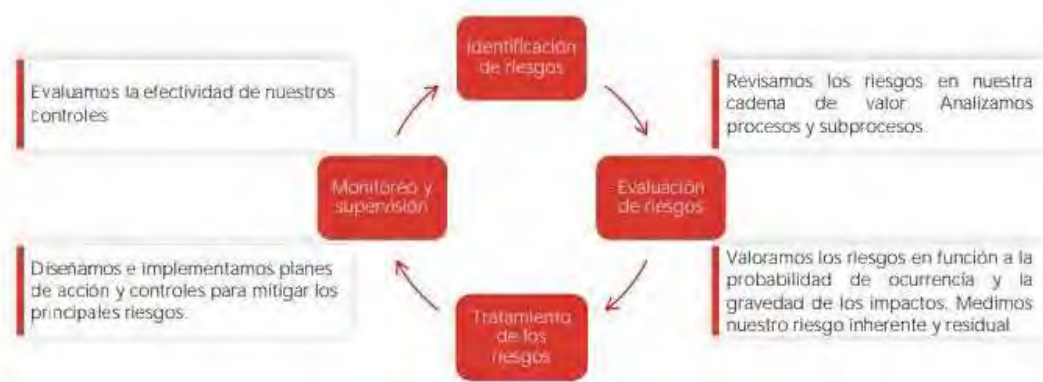 Identificación
de riesgos
Evaluamos la efectividad de nuestros
controles
Revisamos los riesgos en nuestra
cadena de valor. Analizamos
procesos y subprocesos.
Monitoreo y
supervisión
Evaluación
de riesgos
Diseñamos e implementamos planes
de acción y controles para mitigar los
principales riesgos.
Valoramos los riesgos en función a la
probabilidad de ocurrencia y la
gravedad de los impactos. Medimos
nuestro riesgo inherente y residual
Tratamiento
de los
riesgos